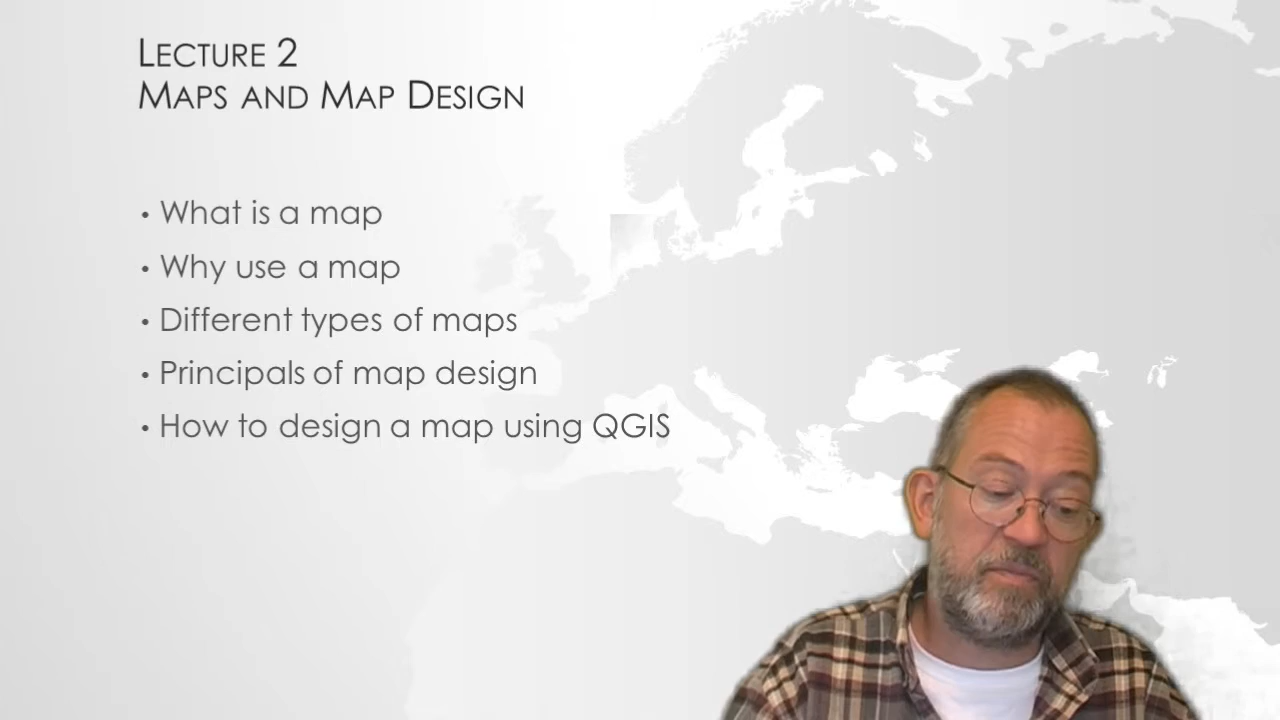 LECTURE 2
MAPS AND MAP DESIGN
• What is a map
• Why use a map
• Different types of maps
• Principals of map design
• How to design a map using QGIS